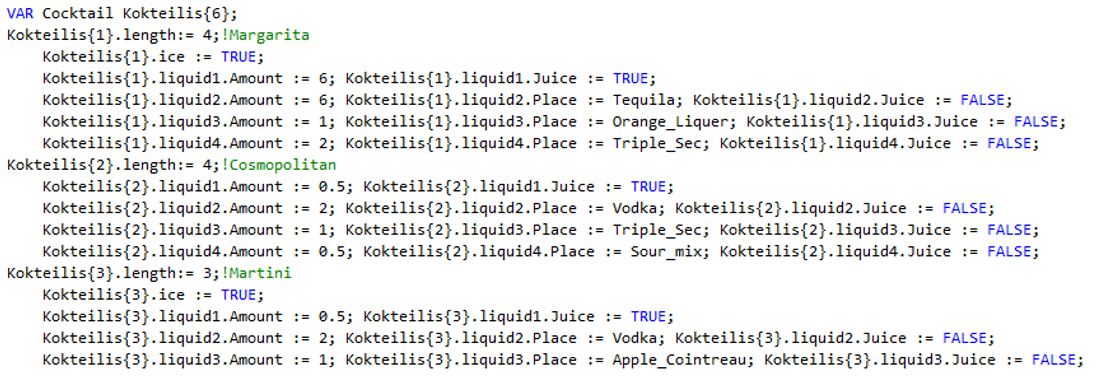 VAR Cocktail Kokteilis{6};
Kokteilis{1}.length:= 4;!Margarita
    Kokteilis{1}.ice := TRUE;
    Kokteilis{1}.liquid1.Amount := 6; Kokteilis{1}.liquid1.Juice := TRUE;
    Kokteilis{1}.liquid2.Amount := 6; Kokteilis{1}.liquid2.Place := Tequila; Kokteilis{1}.liquid2.Juice := FALSE;
    Kokteilis{1}.liquid3.Amount := 1; Kokteilis{1}.liquid3.Place := Orange_Liquer; Kokteilis{1}.liquid3.Juice := FALSE;
    Kokteilis{1}.liquid4.Amount := 2; Kokteilis{1}.liquid4.Place := Triple_Sec; Kokteilis{1}.liquid4.Juice := FALSE;
Kokteilis{2}.length:= 4;!Cosmopolitan
    Kokteilis{2}.liquid1.Amount := 0.5; Kokteilis{2}.liquid1.Juice := TRUE;
    Kokteilis{2}.liquid2.Amount := 2; Kokteilis{2}.liquid2.Place := Vodka; Kokteilis{2}.liquid2.Juice := FALSE;
    Kokteilis{2}.liquid3.Amount := 1; Kokteilis{2}.liquid3.Place := Triple_Sec; Kokteilis{2}.liquid3.Juice := FALSE;
    Kokteilis{2}.liquid4.Amount := 0.5; Kokteilis{2}.liquid4.Place := Sour_mix; Kokteilis{2}.liquid4.Juice := FALSE;
Kokteilis{3}.length:= 3;!Martini
    Kokteilis{3}.ice := TRUE;
    Kokteilis{3}.liquid1.Amount := 0.5; Kokteilis{3}.liquid1.Juice := TRUE;
    Kokteilis{3}.liquid2.Amount := 2; Kokteilis{3}.liquid2.Place := Vodka; Kokteilis{3}.liquid2.Juice := FALSE;
    Kokteilis{3}.liquid3.Amount := 1; Kokteilis{3}.liquid3.Place := Apple_Cointreau; Kokteilis{3}.liquid3.Juice := FALSE;